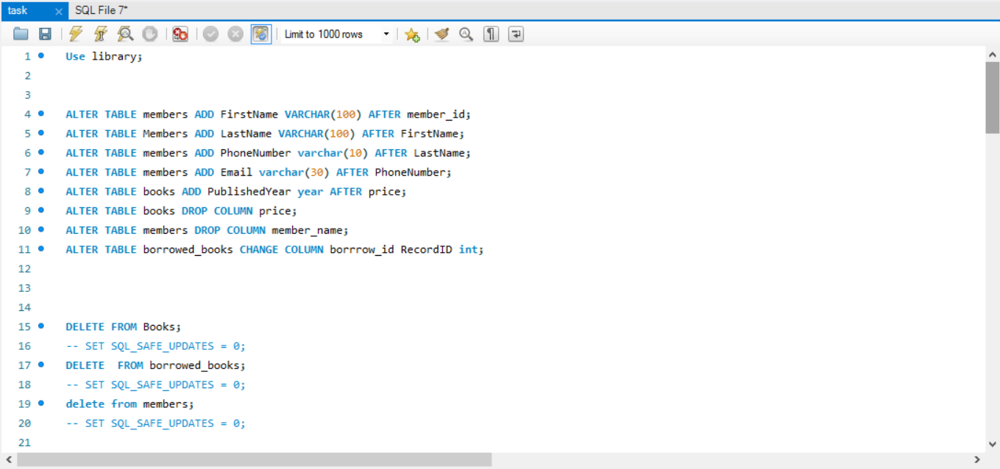 task
SQL File 7*
Limit to 1000 rows
1 Use library;
2
3
4 ALTER TABLE members ADD FirstName VARCHAR(100) AFTER member_id;
5 ALTER TABLE Members ADD LastName VARCHAR(100) AFTER FirstName;
6 ALTER TABLE members ADD PhoneNumber varchar(10) AFTER LastName;
7 ALTER TABLE members ADD Email varchar(30) AFTER PhoneNumber;
8 ALTER TABLE books ADD PublishedYear year AFTER price;
9 ALTER TABLE books DROP COLUMN price;
10 ALTER TABLE members DROP COLUMN member_name;
11 ALTER TABLE borrowed_books CHANGE COLUMN borrrow_id RecordID int;
12
13
14
15 DELETE FROM Books;
16 -- SET SQL_SAFE_UPDATES = 0;
17 DELETE  FROM borrowed_books;
18 -- SET SQL_SAFE_UPDATES = 0;
19 delete from members;
20 -- SET SQL_SAFE_UPDATES = 0;
21